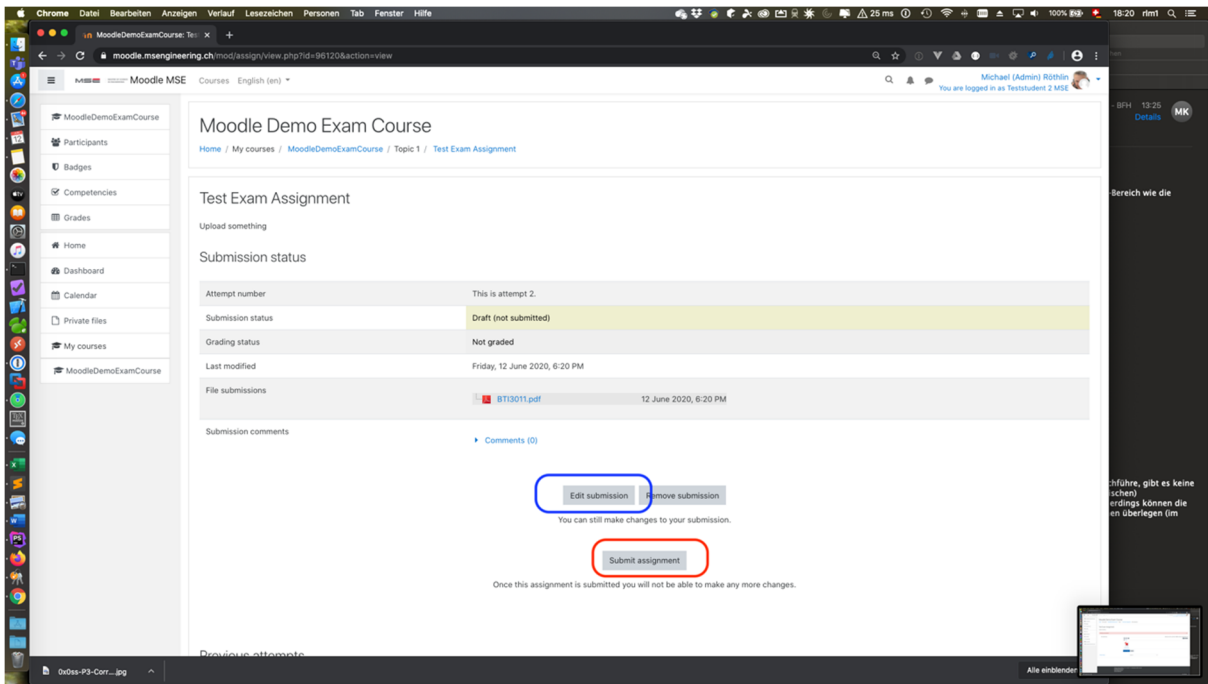 Chrome Datei Bearbeiten Anzeigen Verlauf Lesezeichen Personen Tab Fenster Hilfe
25 ms 100% 18:20 rlm1
MoodleDemoExamCourse: Tes
moodle.msengineering.ch/mod/assign/view.php?id=96120&action=view
MSE Moodle MSE Courses English (en)
Michael (Admin) Röthlin
You are logged in as Teststudent 2 MSE
- BFH 13:25
Details
MK
MoodleDemoExamCourse
Participants
Badges
Competencies
Grades
Home
Dashboard
Calendar
Private files
My courses
MoodleDemoExamCourse
Moodle Demo Exam Course
Home / My courses / MoodleDemoExamCourse / Topic 1 / Test Exam Assignment
-Bereich wie die
Test Exam Assignment
Upload something
Submission status
Attempt number This is attempt 2.
Submission status Draft (not submitted)
Grading status Not graded
Last modified Friday, 12 June 2020, 6:20 PM
File submissions
BTI3011.pdf 12 June 2020, 6:20 PM
Submission comments
Comments (0)
Edit submission Remove submission
You can still make changes to your submission.
Submit assignment
Once this assignment is submitted you will not be able to make any more changes.
chführe, gibt es keine
ischen)
erdings können die
en überlegen (im
Previous attempts
0x0ss-P3-Corr....jpg
Alle einblenden